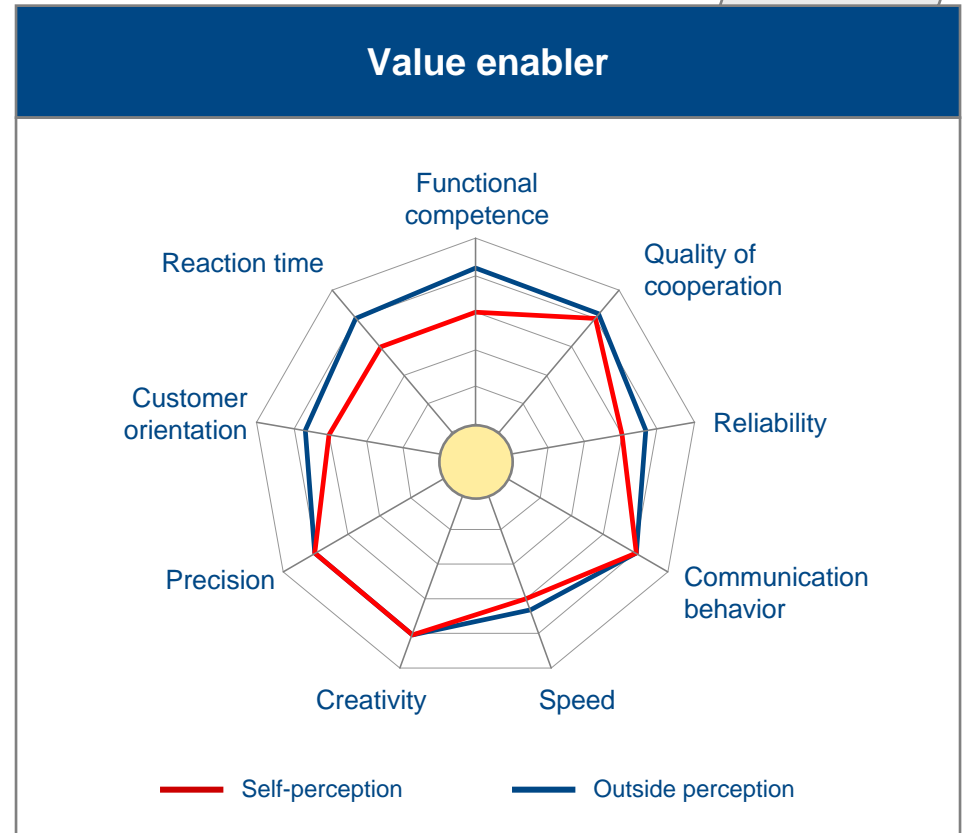 Value enabler
Functional
competence
Quality of
cooperation
Reaction time
Customer
orientation
Reliability
Precision
Communication
behavior
Creativity
Speed
Self-perception
Outside perception